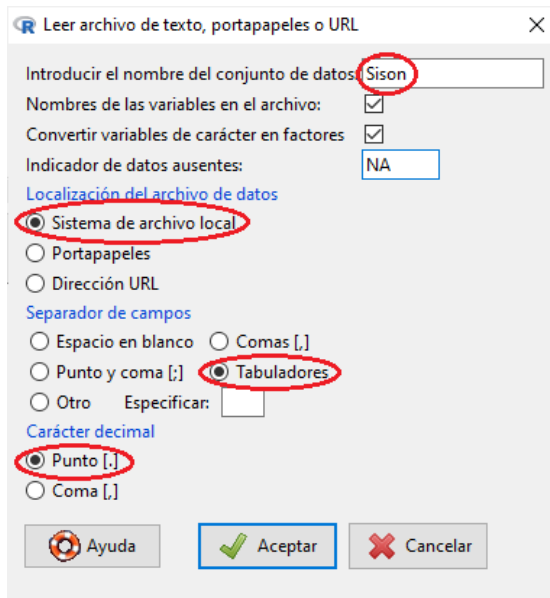 Leer archivo de texto, portapapeles o URL
Introducir el nombre del conjunto de datos: Sison
Nombres de las variables en el archivo:
Convertir variables de carácter en factores
Indicador de datos ausentes: NA
Localización del archivo de datos
Sistema de archivo local
Portapapeles
Dirección URL
Separador de campos
Espacio en blanco Comas [,]
Punto y coma [;] Tabuladores
Otro Especificar:
Carácter decimal
Punto [.]
Coma [,]
Ayuda Aceptar Cancelar